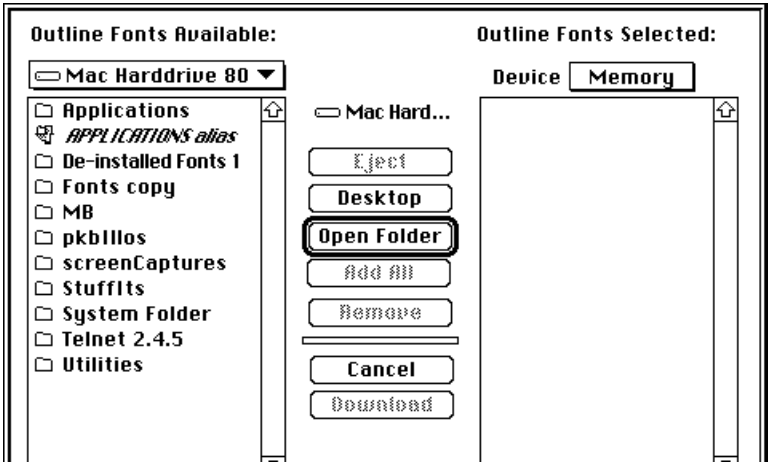 Outline Fonts Available:
Outline Fonts Selected:
Mac Harddrive 80
Device Memory
Applications
Mac Hard...
APPLICATIONS alias
De-installed Fonts 1
Fonts copy
MB
pkbIllos
screenCaptures
StuffIts
System Folder
Telnet 2.4.5
Utilities
Eject
Desktop
Open Folder
Add All
Remove
Cancel
Download